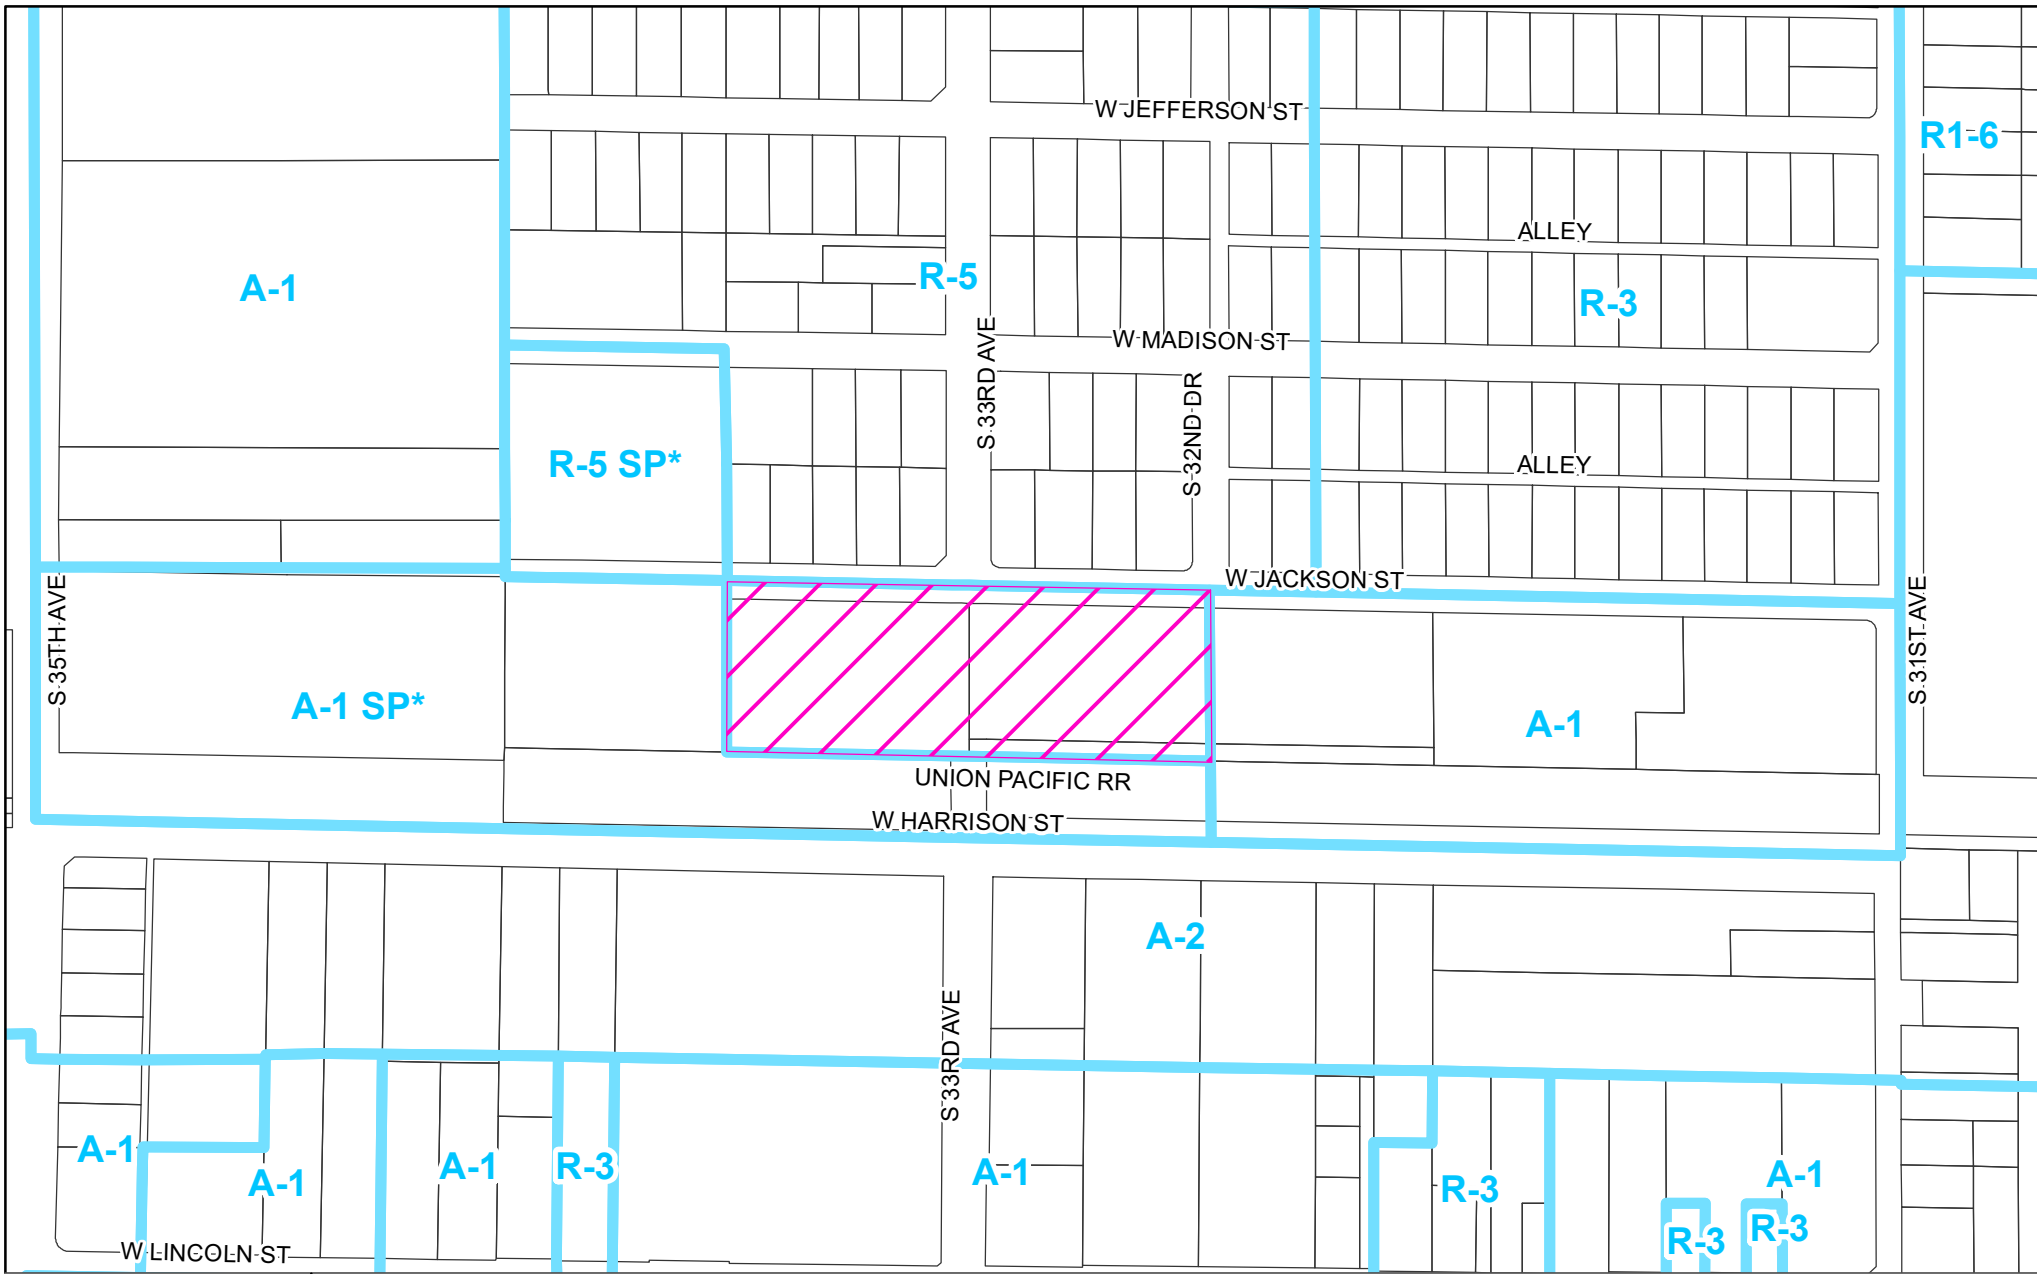 W JEFFERSON ST
R1-6
ALLEY
R-5
A-1
R-3
W MADISON ST
S 33RD AVE
S 32ND DR
R-5 SP*
ALLEY
W JACKSON ST
S 35TH AVE
S 31ST AVE
A-1 SP*
A-1
UNION PACIFIC RR
W HARRISON ST
A-2
S 33RD AVE
A-1
A-1
A-1
R-3
A-1
R-3
A-1
R-3
R-3
W LINCOLN ST